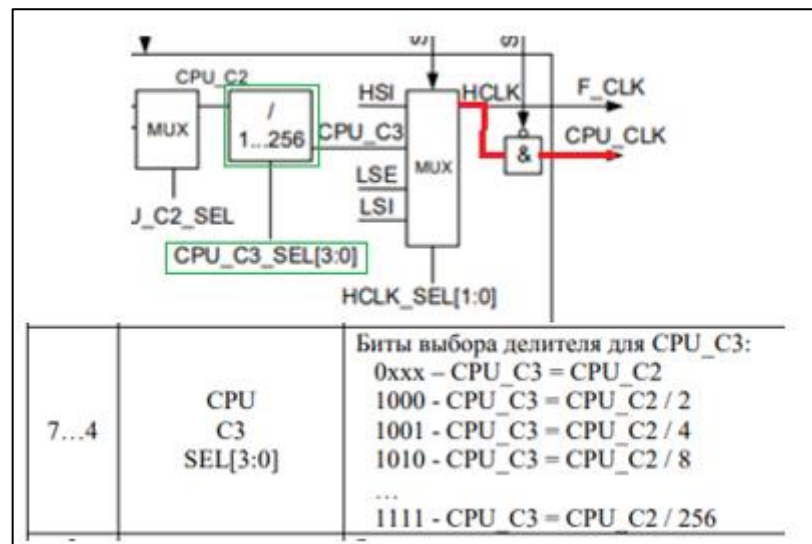 CPU_C2
HSI
HCLK
F_CLK
MUX
/
1...256
CPU_C3
MUX
&
CPU_CLK
LSE
LSI
J_C2_SEL
CPU_C3_SEL[3:0]
HCLK_SEL[1:0]
7...4
CPU
C3
SEL[3:0]
Биты выбора делителя для CPU_C3:
0xxx – CPU_C3 = CPU_C2
1000 - CPU_C3 = CPU_C2 / 2
1001 - CPU_C3 = CPU_C2 / 4
1010 - CPU_C3 = CPU_C2 / 8
...
1111 - CPU_C3 = CPU_C2 / 256